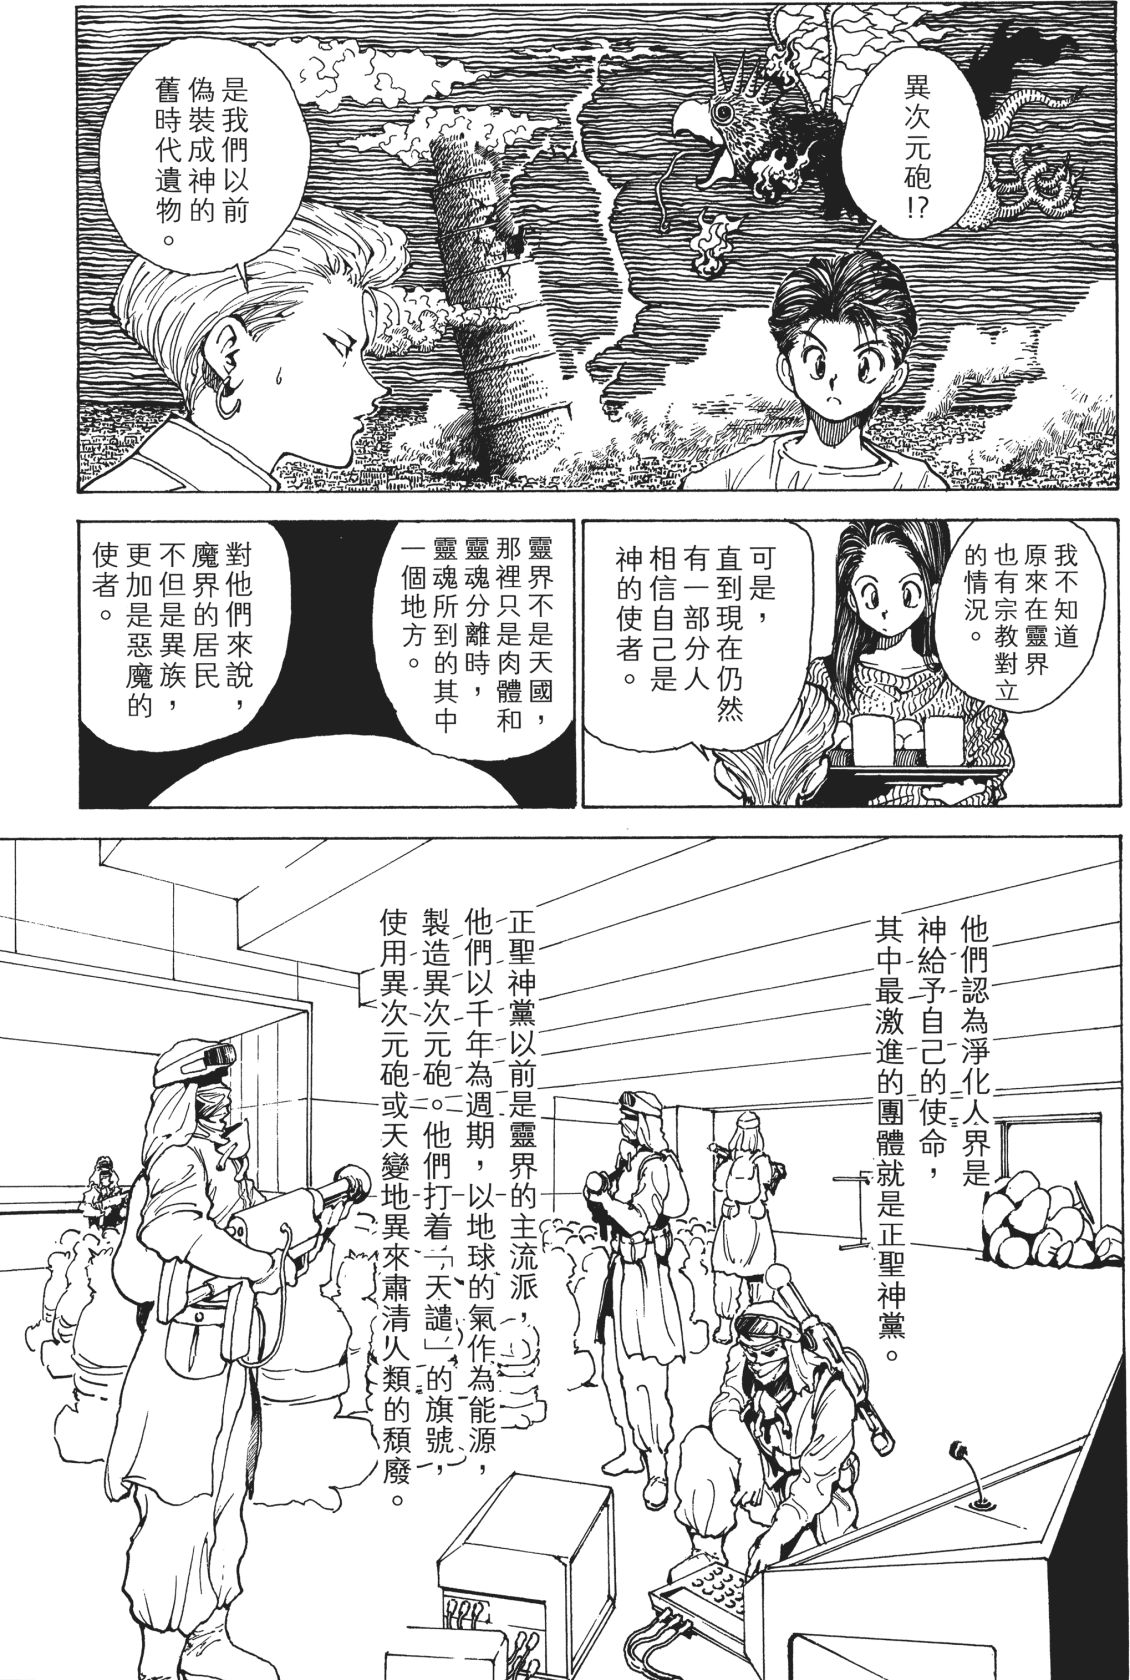 異次元砲!?
是我們以前
偽裝成神的
舊時代遺物。
我不知道
原來在靈界
也有宗教對立
的情況。
可是，
直到現在仍然
有一部分人
相信自己是
神的使者。
靈界不是天國，
那裡只是肉體和
靈魂分離時，
靈魂所到的其中
一個地方。
對他們來說，
魔界的居民
不但是異族，
更加是惡魔的
使者。
他們認為淨化人界是
神給予自己的使命，
其中最激進的團體就是正聖神黨。
正聖神黨以前是靈界的主流派，
他們以千年為週期，以地球的氣作為能源，
製造異次元砲。他們打着「天譴」的旗號，
使用異次元砲或天變地異來肅清人類的頹廢。